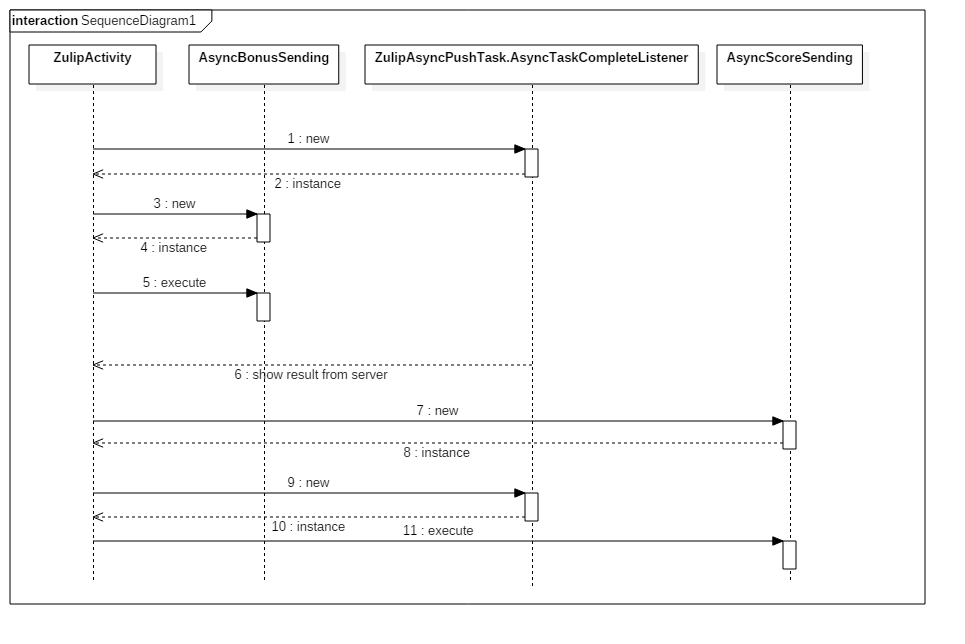 interaction SequenceDiagram1
ZulipActivity
AsyncBonusSending
ZulipAsyncPushTask.AsyncTaskCompleteListener
AsyncScoreSending
1 : new
2 : instance
3 : new
4 : instance
5 : execute
6 : show result from server
7 : new
8 : instance
9 : new
10 : instance
11 : execute